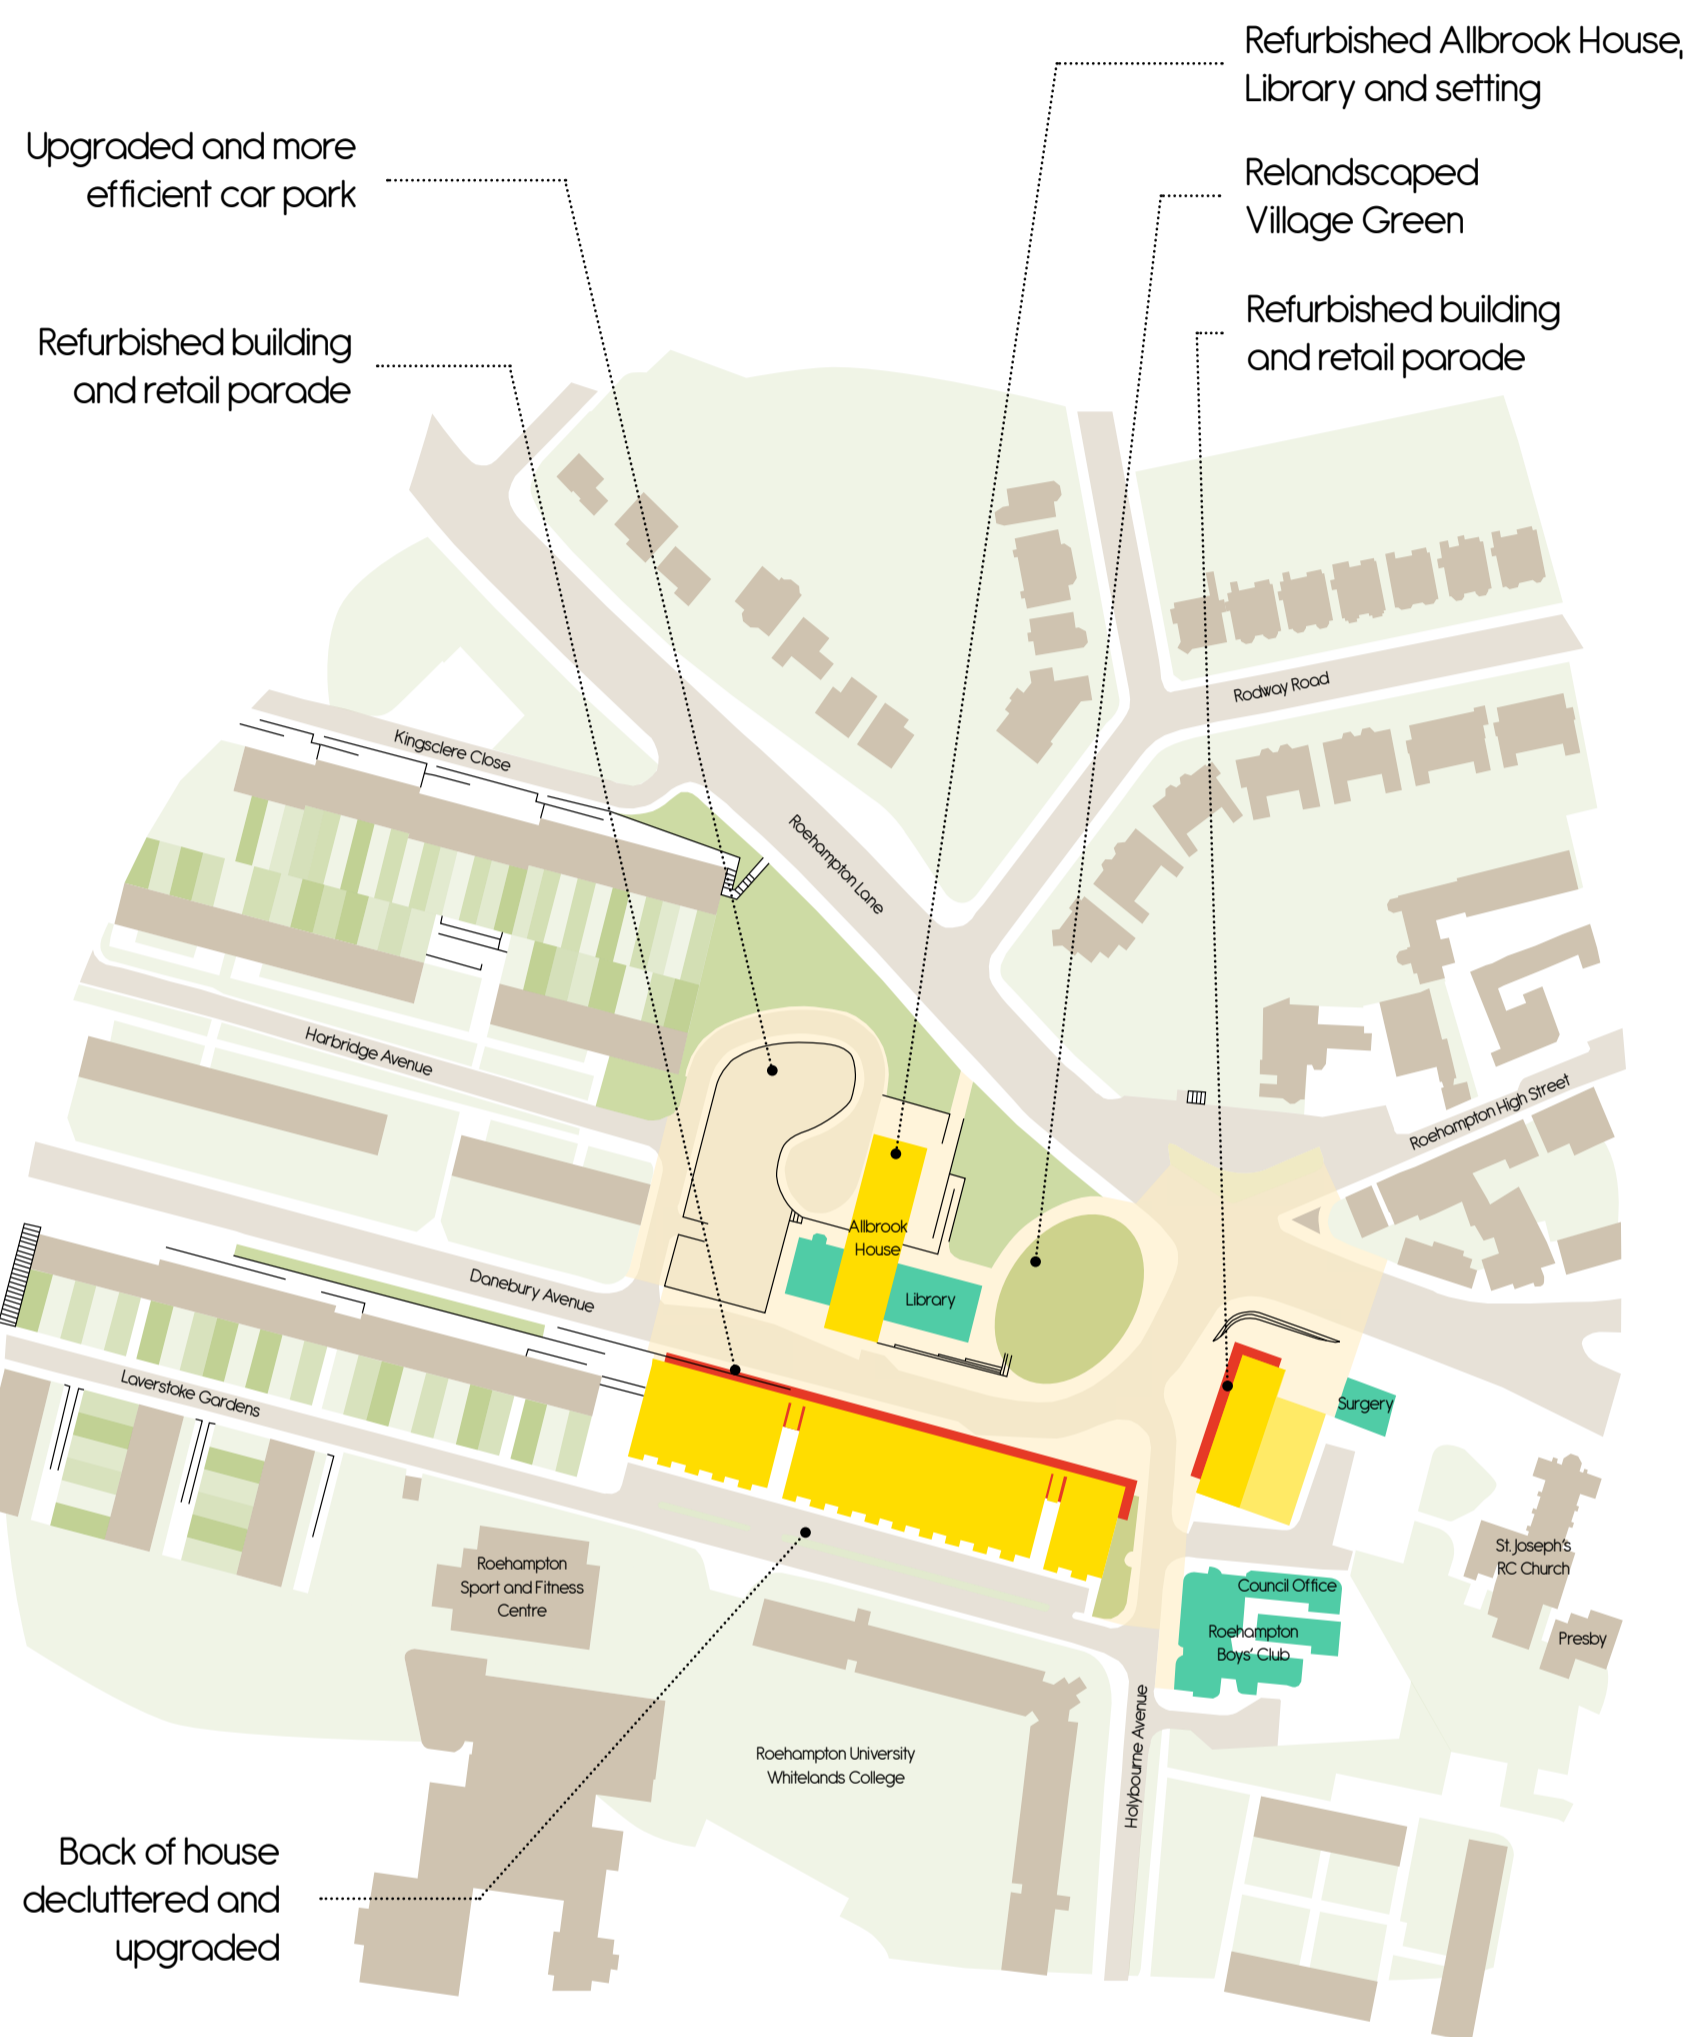 Refurbished Allbrook House,
Library and setting
Upgraded and more
efficient car park
Relandscaped
Village Green
Refurbished building
and retail parade
Refurbished building
and retail parade
Rodway Road
Kingsclere Close
Roehampton Lane
Harbridge Avenue
Roehampton High Street
Allbrook
House
Danebury Avenue
Library
Laverstoke Gardens
Surgery
St.Joseph's
RC Church
Roehampton
Sport and Fitness
Centre
Council Office
Roehampton
Boys' Club
Presby
Roehampton University
Whitelands College
Holybourne Avenue
Back of house
decluttered and
upgraded